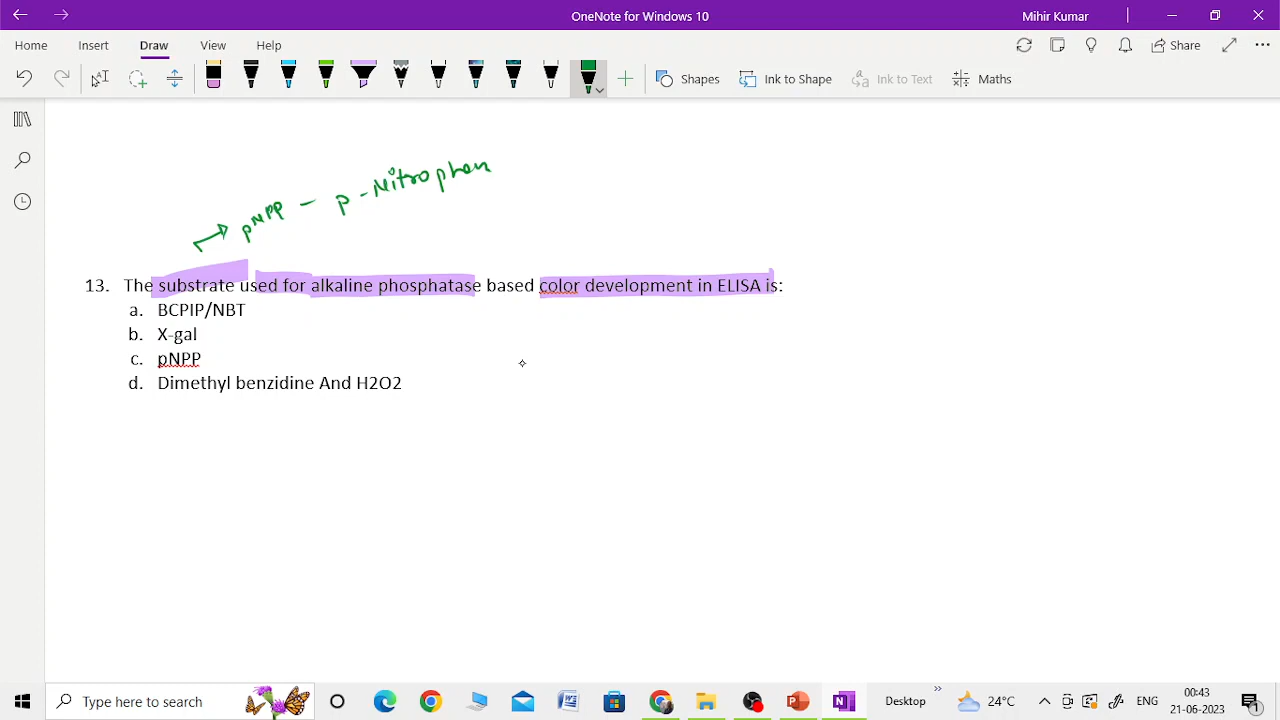 OneNote for Windows 10
Mihir Kumar
Home Insert Draw View Help
Share
Shapes Ink to Shape Ink to Text Maths
pNPP - p-Nitrophen
13. The substrate used for alkaline phosphatase based color development in ELISA is:
a. BCPIP/NBT
b. X-gal
c. pNPP
d. Dimethyl benzidine And H2O2
Type here to search
Desktop
24°C
ENG
00:43
21-06-2023